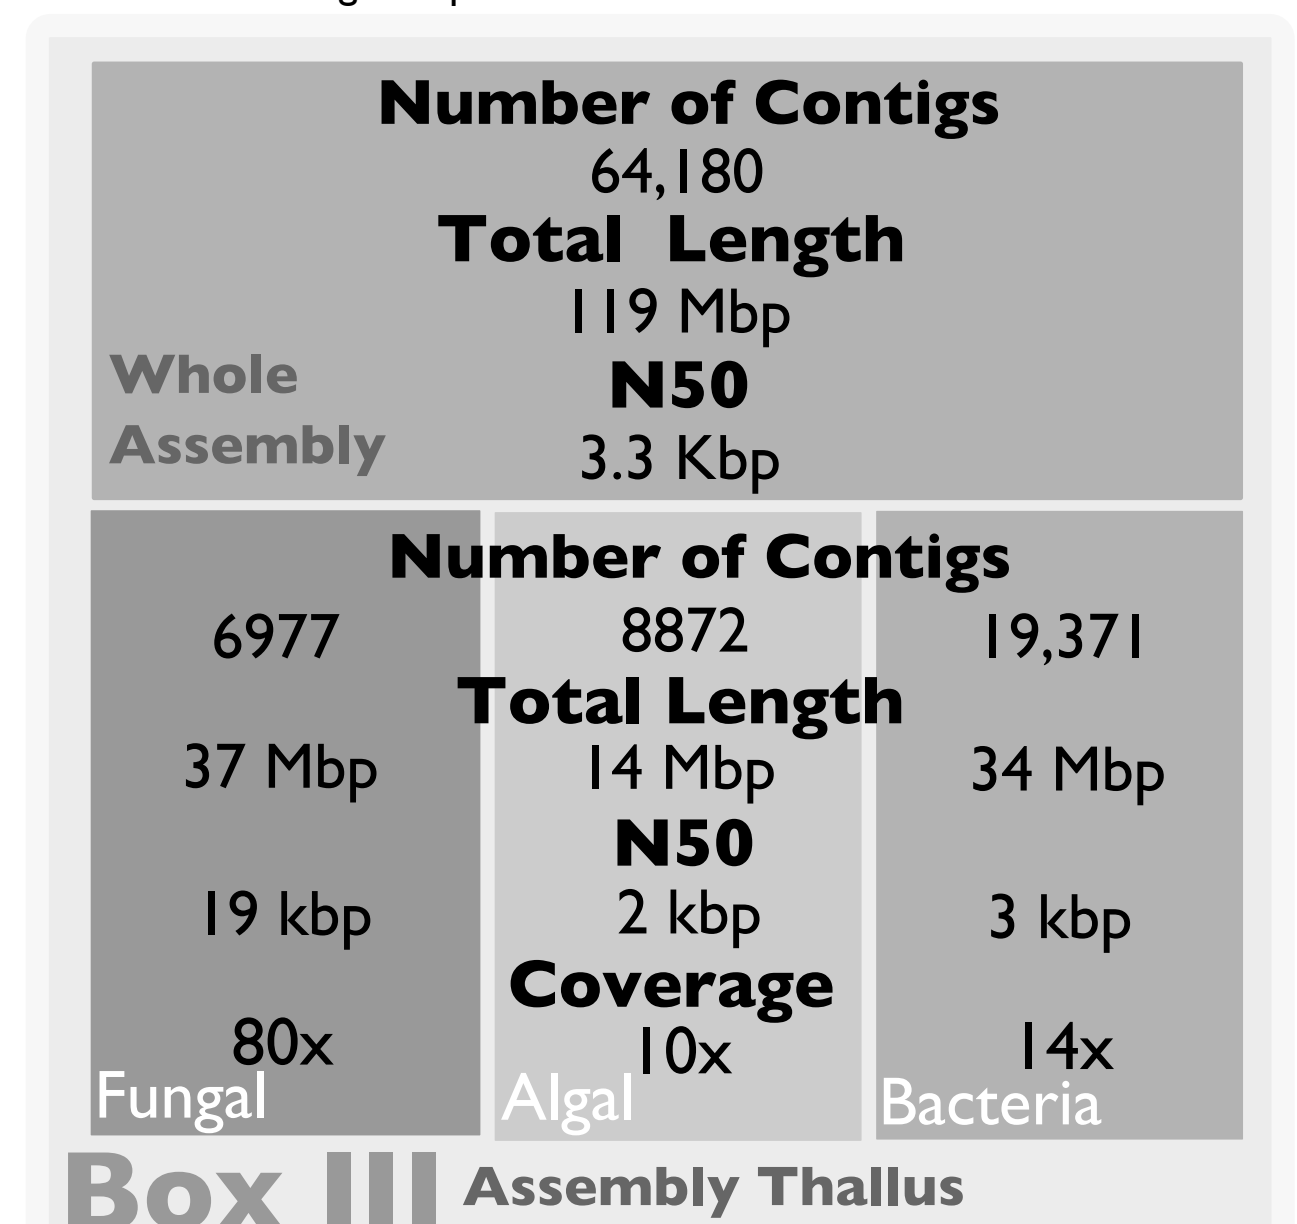 Number of Contigs
64,180
Total Length
119 Mbp
N50
3.3 Kbp
Whole
Assembly
Number of Contigs
6977 8872 19,371
Total Length
37 Mbp 14 Mbp 34 Mbp
N50
19 kbp 2 kbp 3 kbp
Coverage
80x 10x 14x
Fungal Algal Bacteria
Box III Assembly Thallus